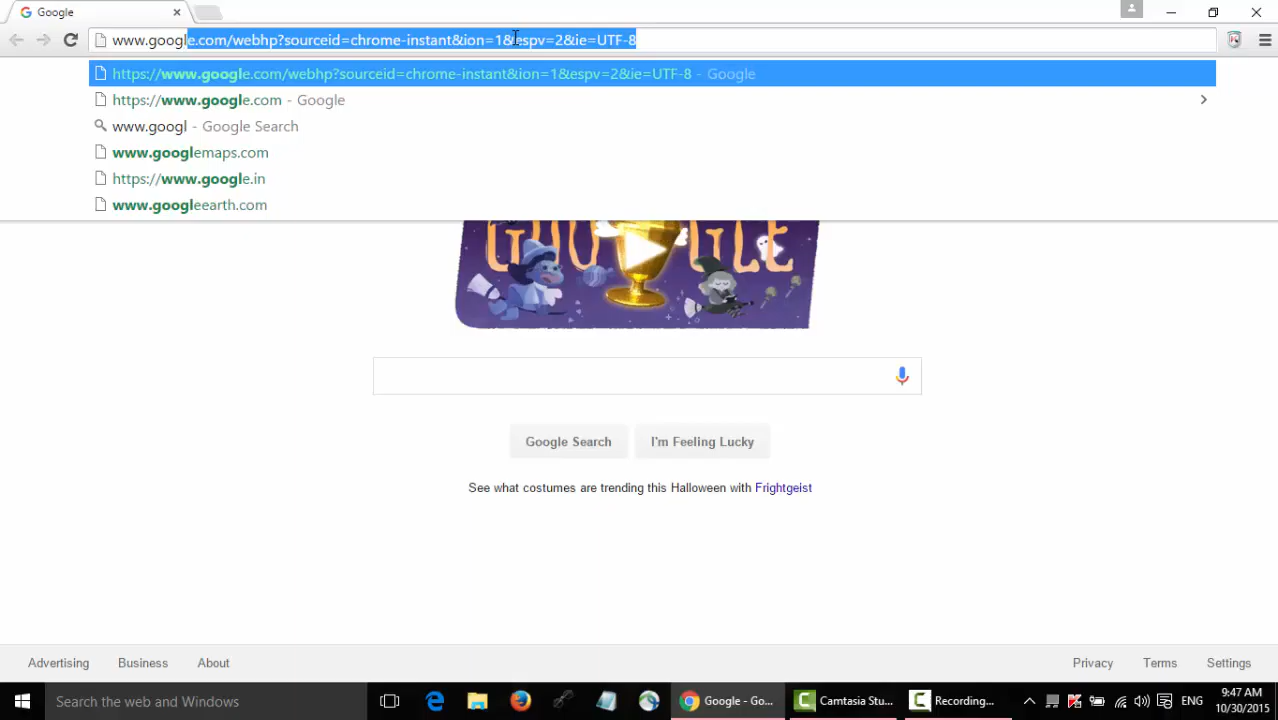 Google
www.google.com/webhp?sourceid=chrome-instant&ion=1&espv=2&ie=UTF-8
https://www.google.com/webhp?sourceid=chrome-instant&ion=1&espv=2&ie=UTF-8 - Google
https://www.google.com - Google
www.googl - Google Search
www.googlemaps.com
https://www.google.in
www.googleearth.com
GOOGLE
Google Search I'm Feeling Lucky
See what costumes are trending this Halloween with Frightgeist
Advertising Business About Privacy Terms Settings
Search the web and Windows Google - Go... Camtasia Stu... Recording... ENG 9:47 AM
10/30/2015